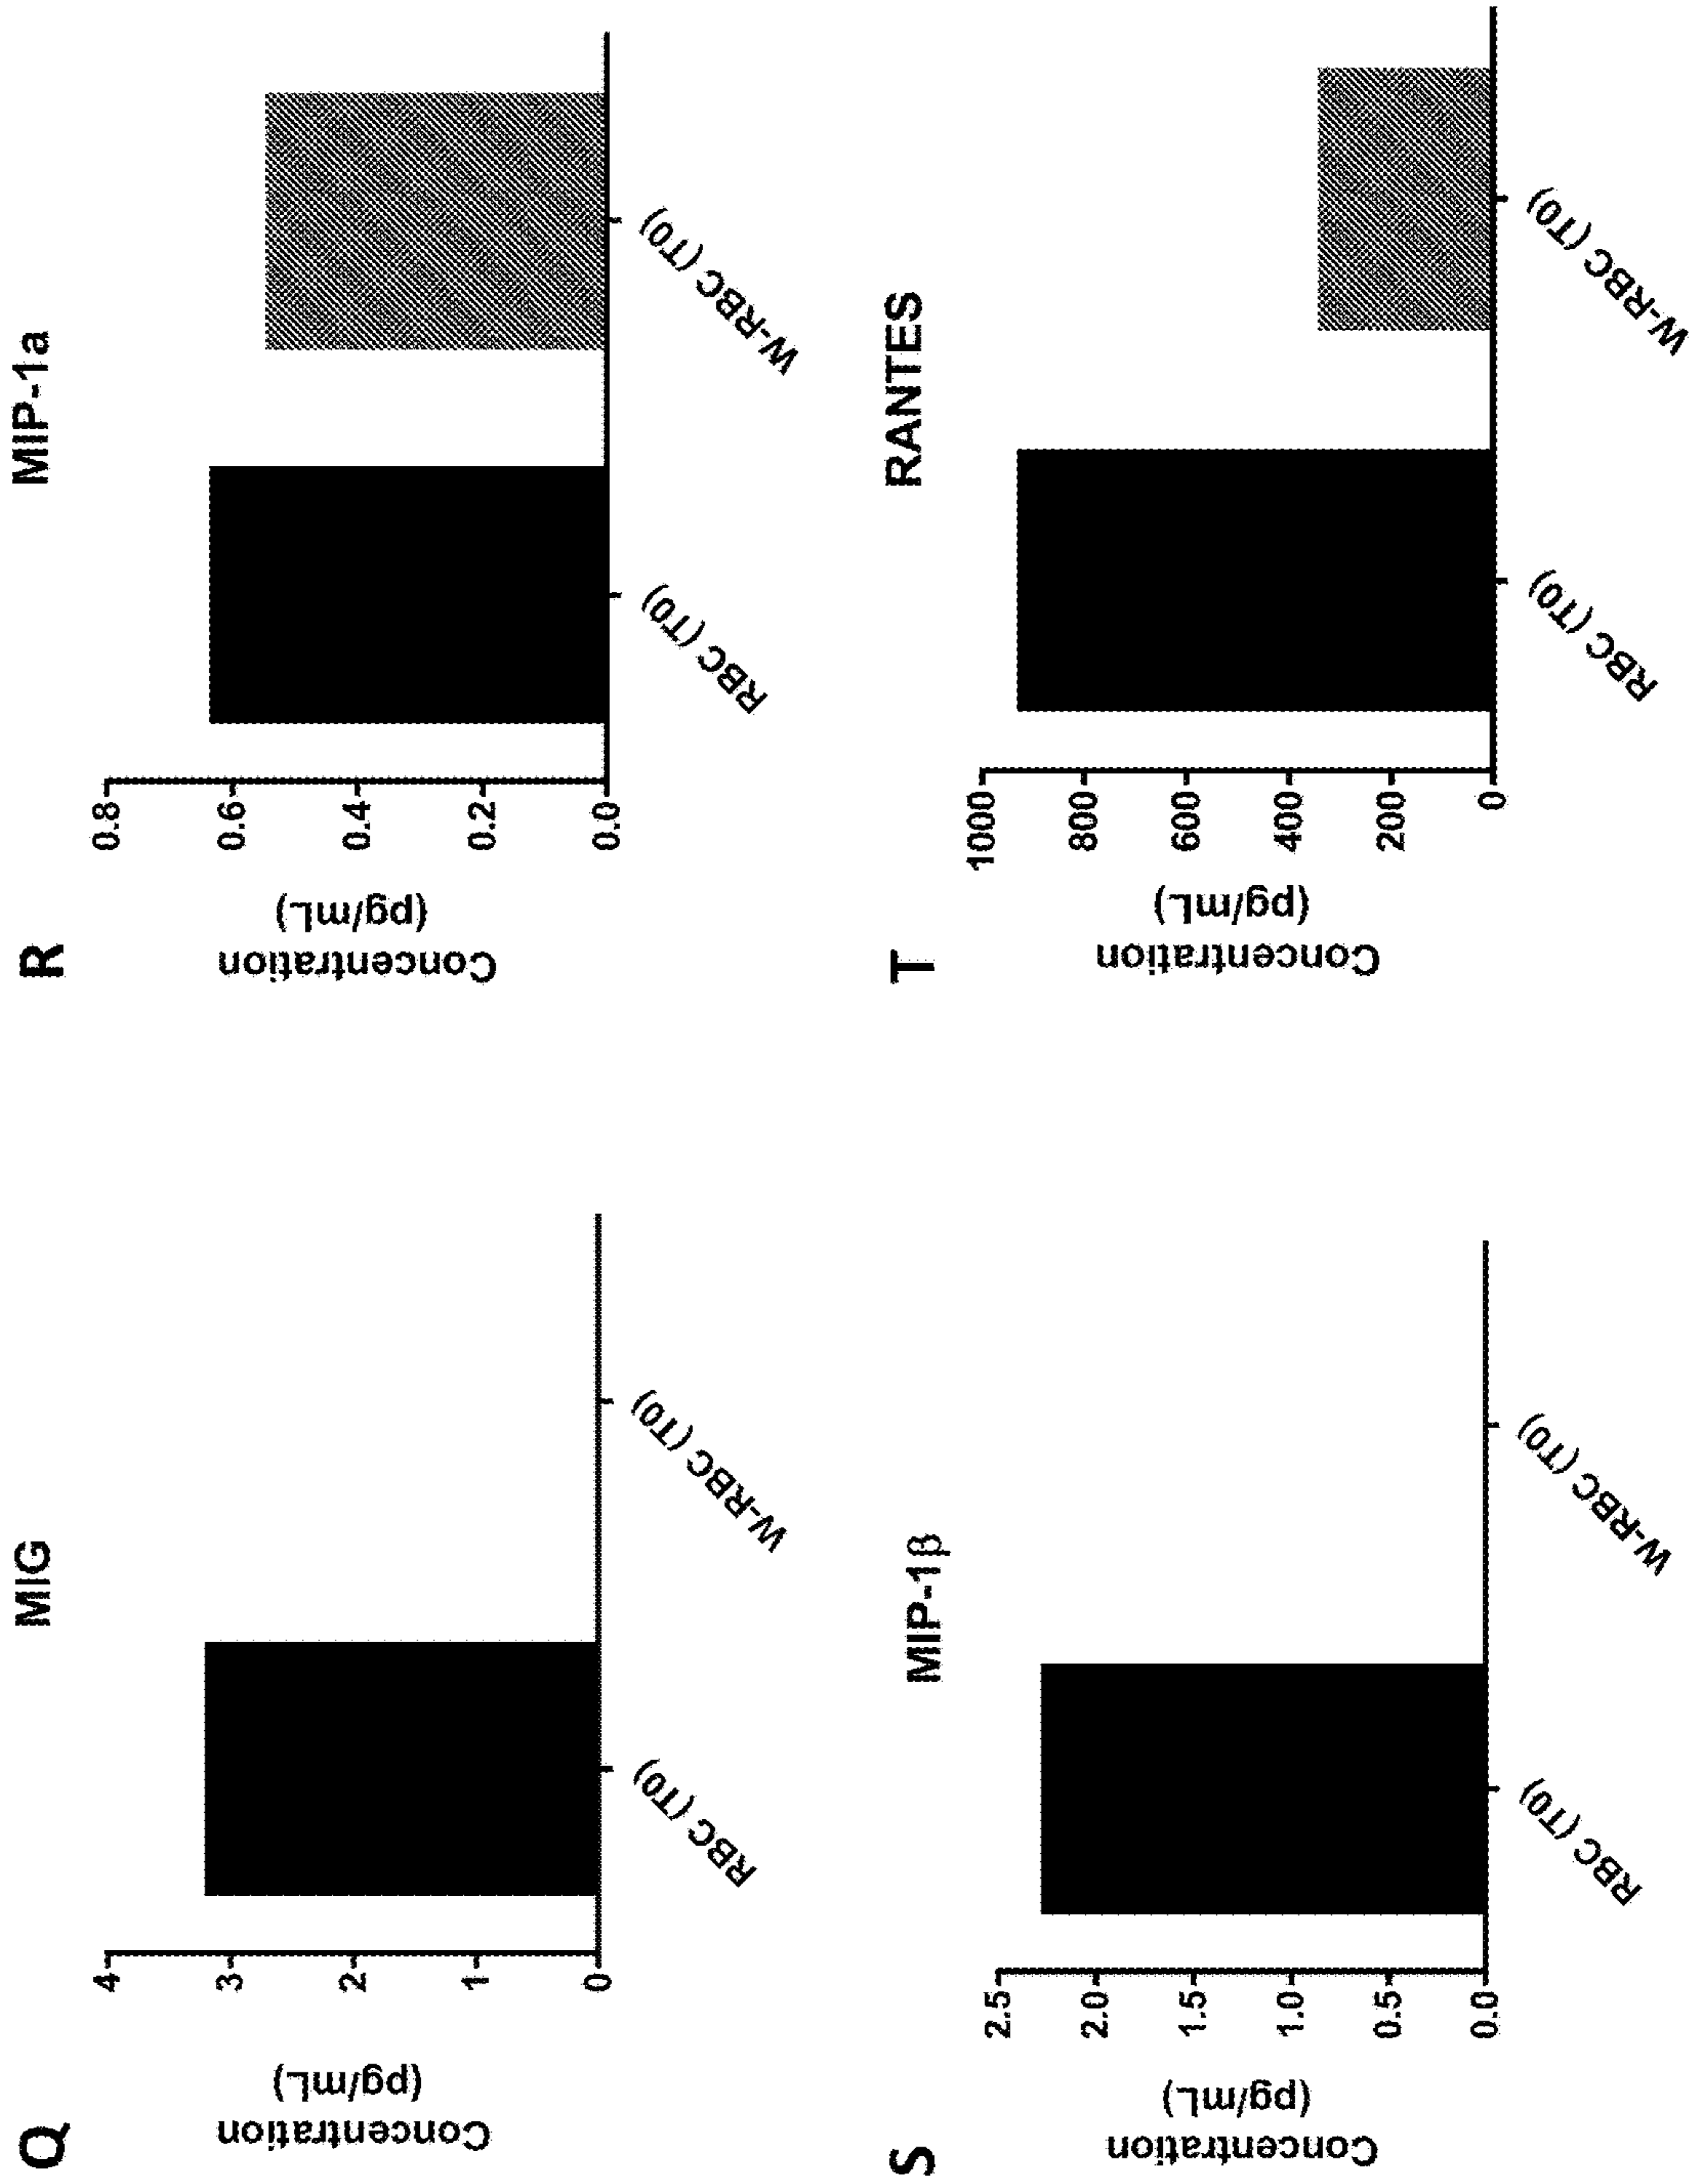 Q
MIG
Concentration
(pg/mL)
4
3
2
1
0
RBC (T0)
W-RBC (T0)
R
MIP-1a
Concentration
(pg/mL)
0.8
0.6
0.4
0.2
0.0
RBC (T0)
W-RBC (T0)
S
MIP-1β
Concentration
(pg/mL)
2.5
2.0
1.5
1.0
0.5
0.0
RBC (T0)
W-RBC (T0)
T
RANTES
Concentration
(pg/mL)
1000
800
600
400
200
0
RBC (T0)
W-RBC (T0)